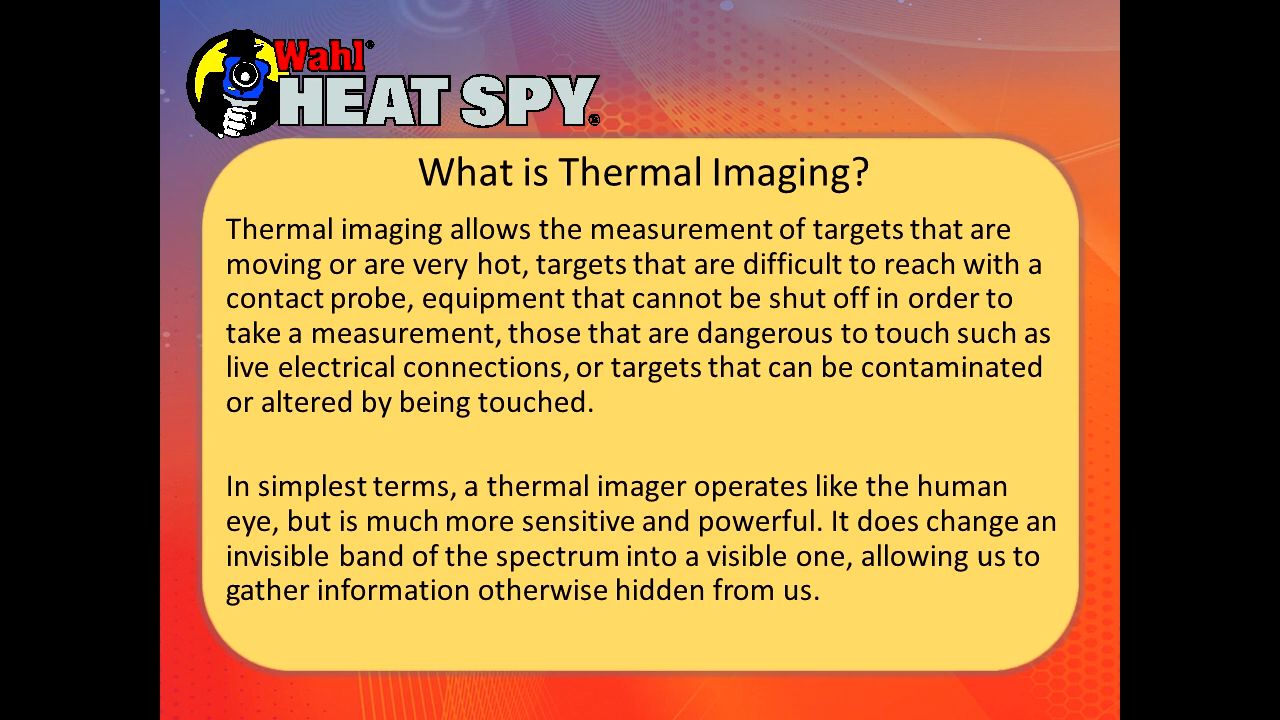 Wahl®
HEAT SPY®
What is Thermal Imaging?
Thermal imaging allows the measurement of targets that are
moving or are very hot, targets that are difficult to reach with a
contact probe, equipment that cannot be shut off in order to
take a measurement, those that are dangerous to touch such as
live electrical connections, or targets that can be contaminated
or altered by being touched.
In simplest terms, a thermal imager operates like the human
eye, but is much more sensitive and powerful. It does change an
invisible band of the spectrum into a visible one, allowing us to
gather information otherwise hidden from us.